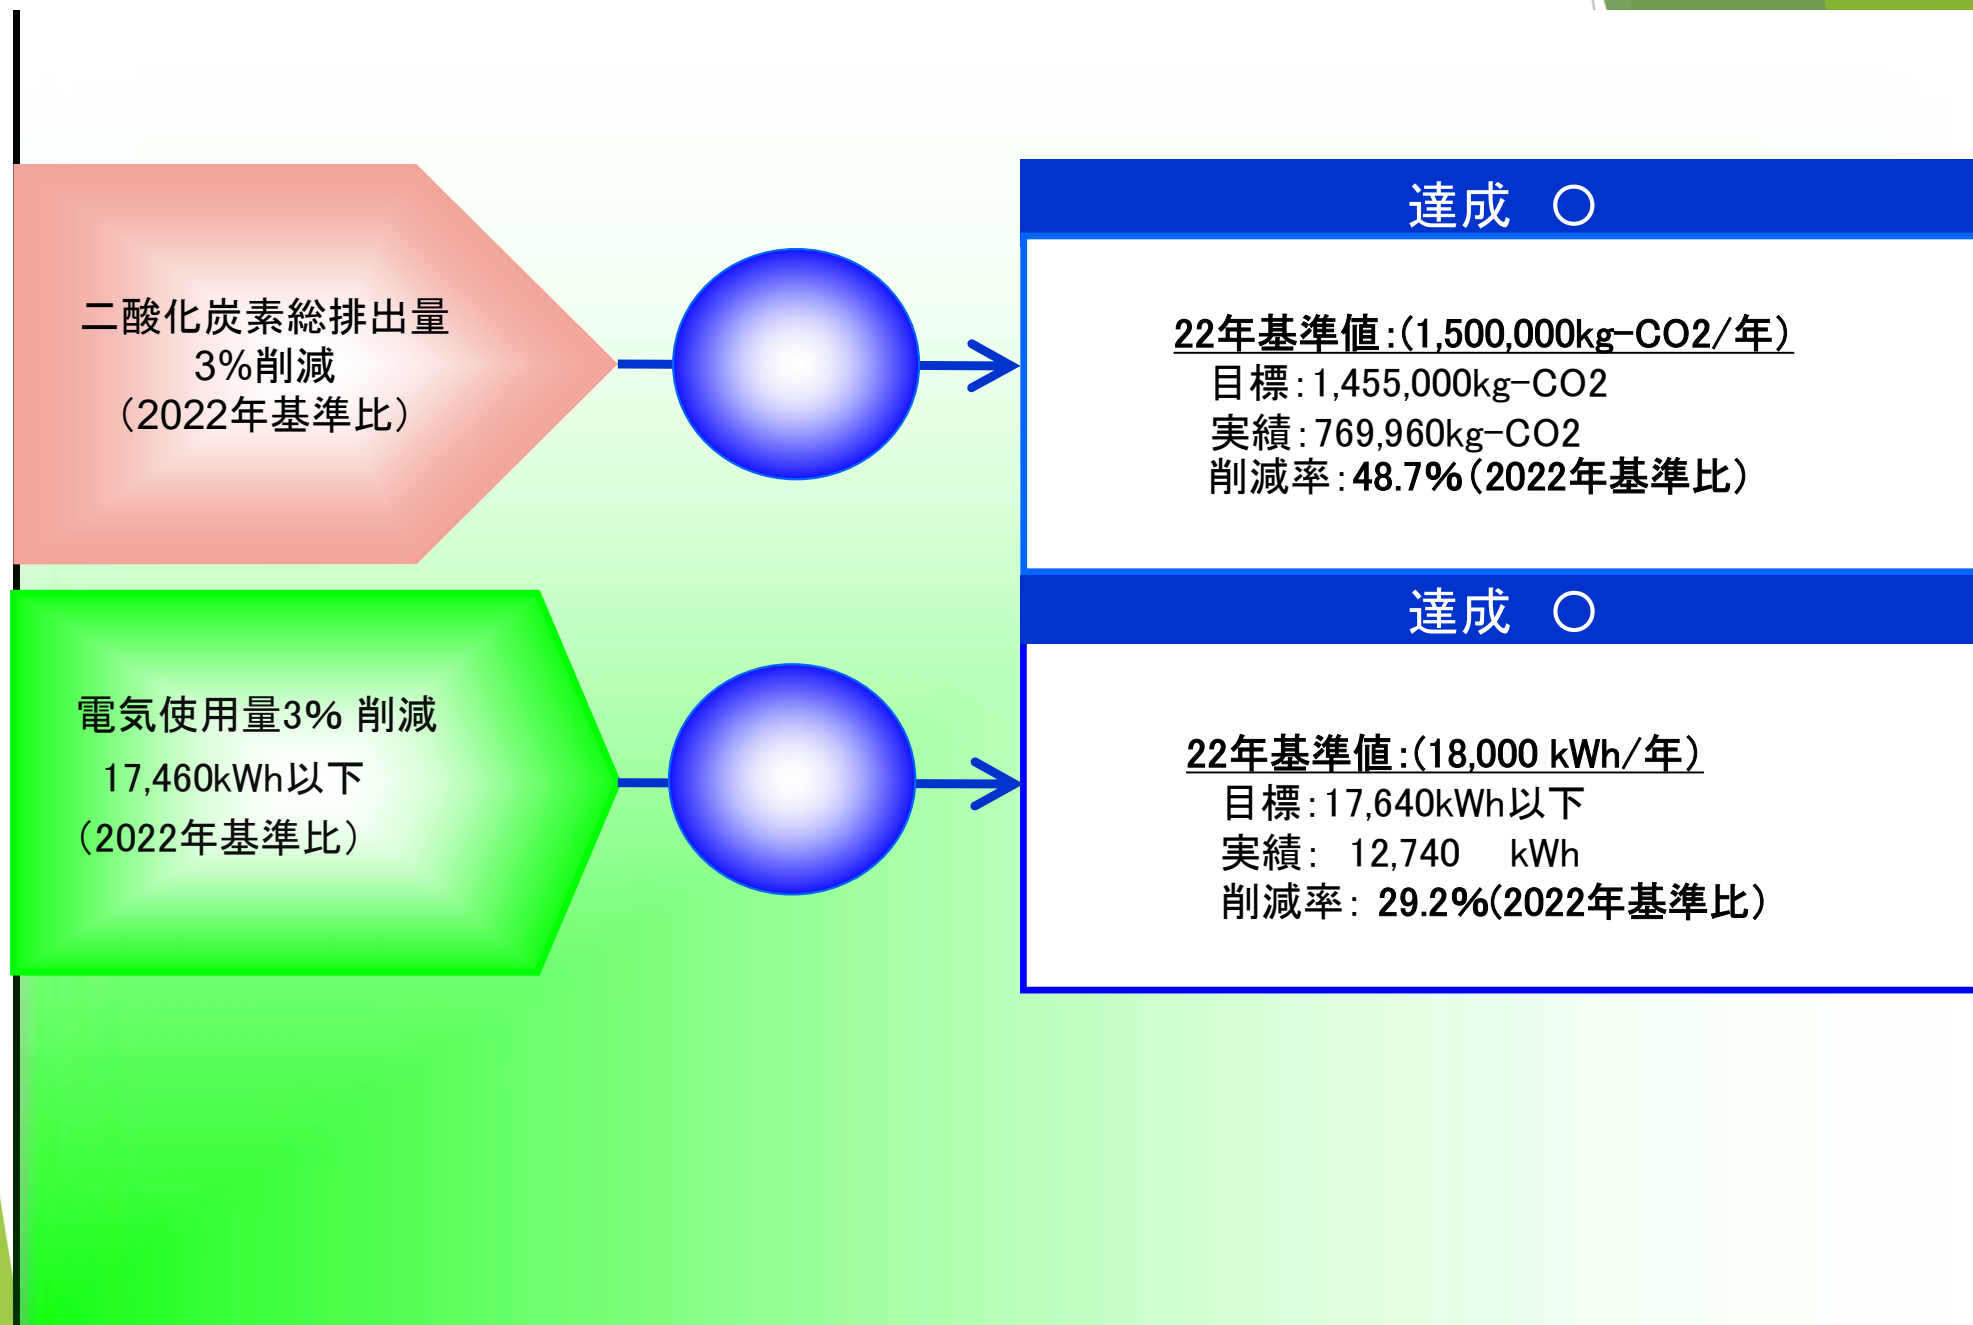 二酸化炭素総排出量
3%削減
（2022年基準比）
達成 ○
22年基準値：(1,500,000kg-CO2/年)
目標：1,455,000kg-CO2
実績：769,960kg-CO2
削減率：48.7%（2022年基準比）
電気使用量3% 削減
17,460kWh以下
（2022年基準比）
達成 ○
22年基準値：(18,000 kWh/年)
目標：17,640kWh以下
実績： 12,740 kWh
削減率： 29.2%(2022年基準比）